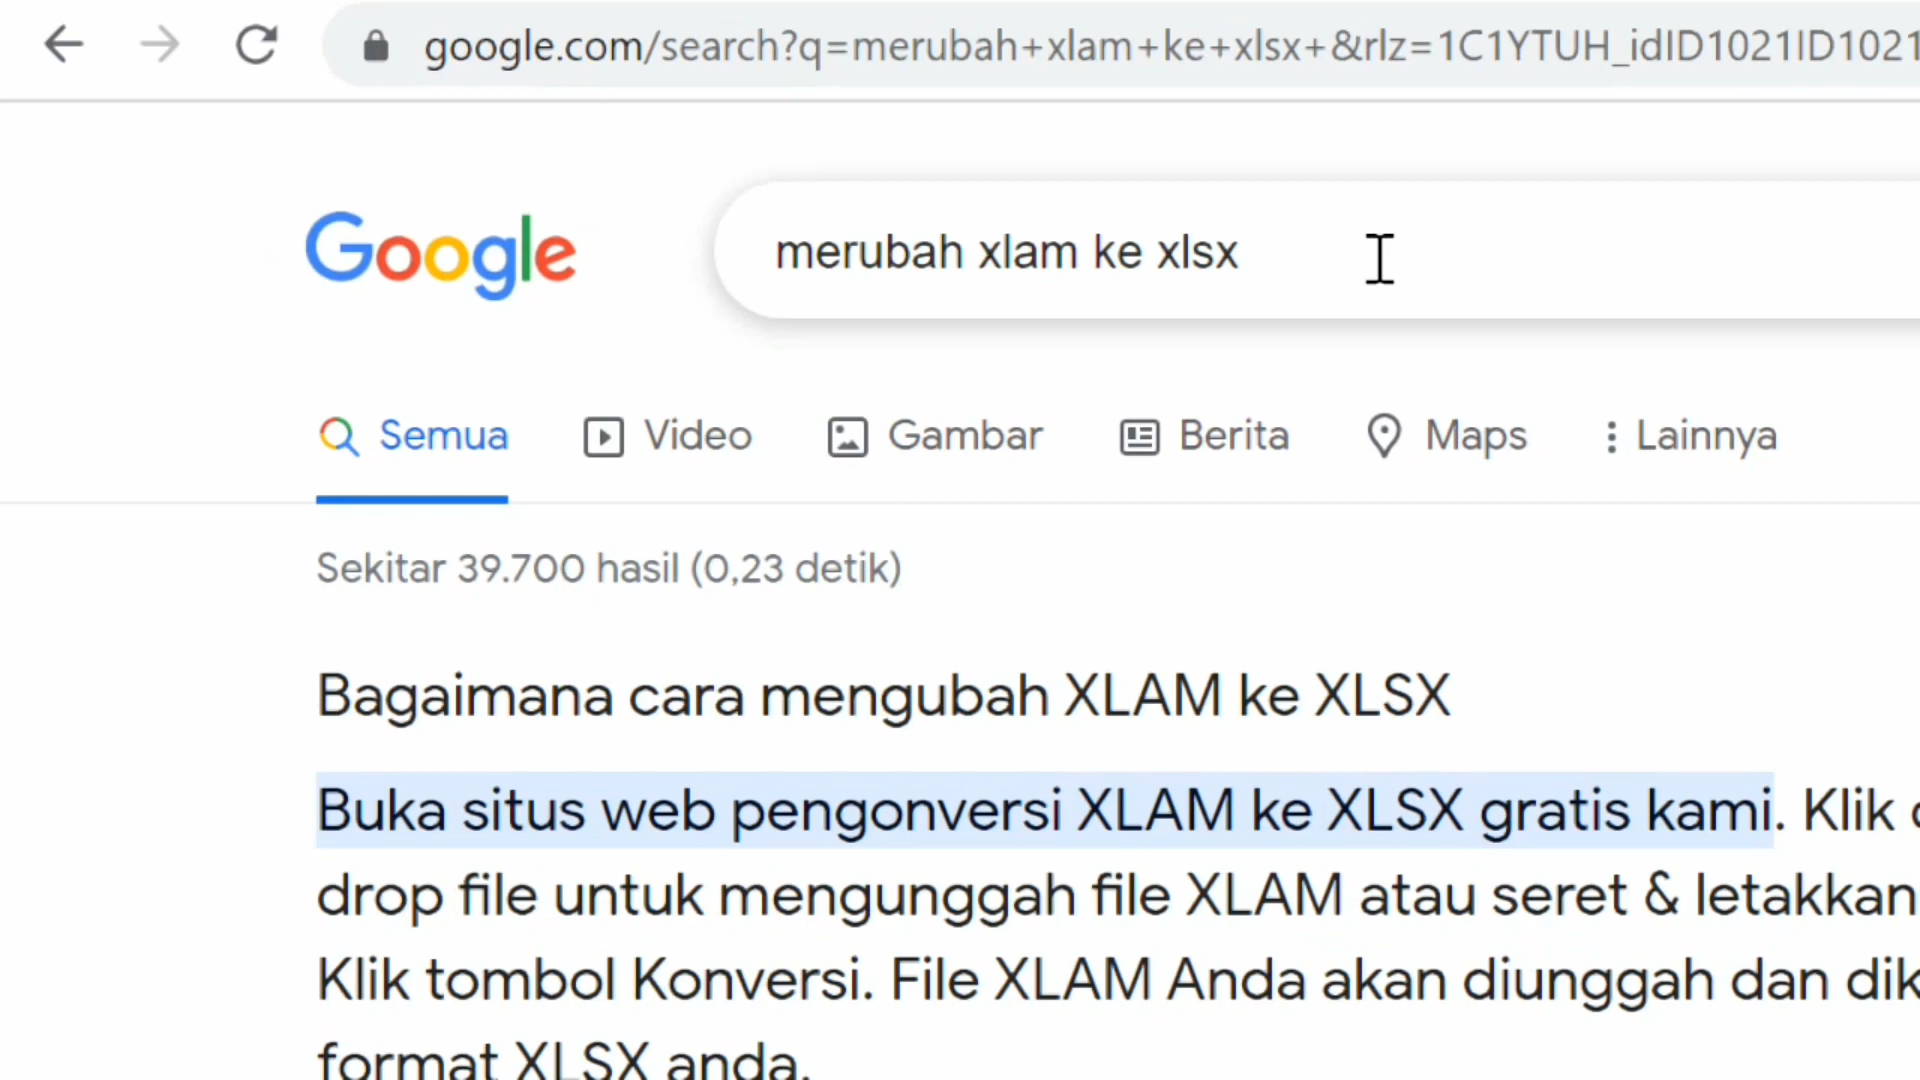 google.com/search?q=merubah+xlam+ke+xlsx+&rlz=1C1YTUH_idID1021ID1021
Google
merubah xlam ke xlsx
Semua Video Gambar Berita Maps Lainnya
Sekitar 39.700 hasil (0,23 detik)
Bagaimana cara mengubah XLAM ke XLSX
Buka situs web pengonversi XLAM ke XLSX gratis kami. Klik
drop file untuk mengunggah file XLAM atau seret & letakkan
Klik tombol Konversi. File XLAM Anda akan diunggah dan dik
format XLSX anda.